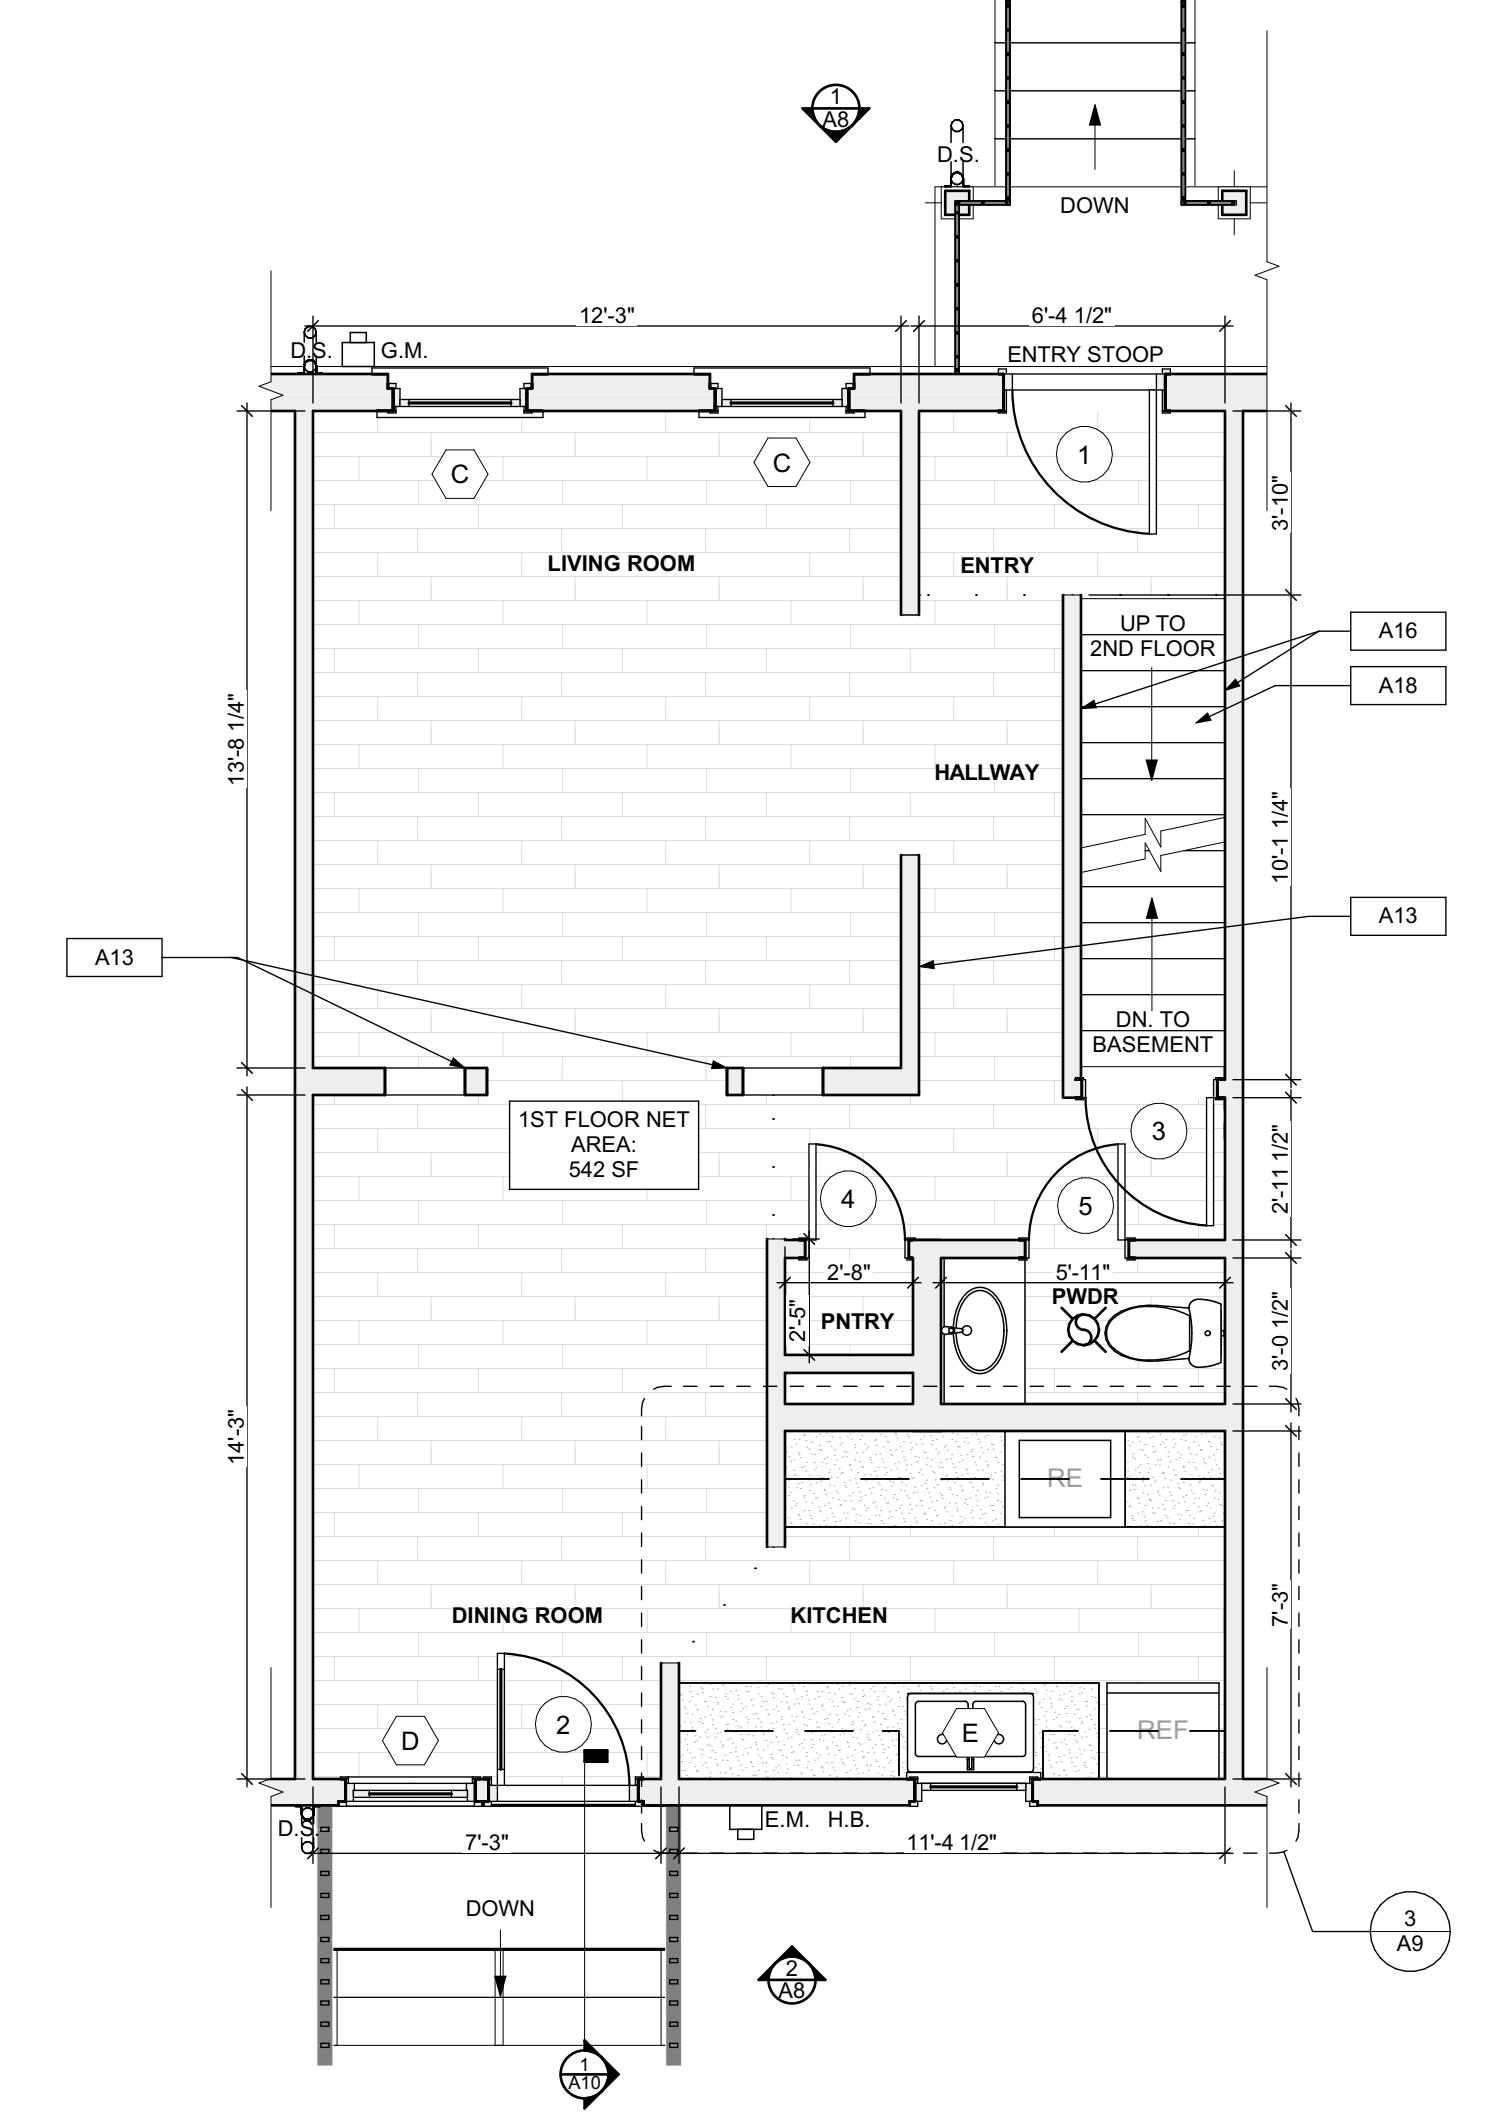 1
A8
D.S.
DOWN
12'-3"
6'-4 1/2"
D.S.
G.M.
ENTRY STOOP
C
C
1
3'-10"
LIVING ROOM
ENTRY
UP TO
2ND FLOOR
A16
A18
13'-8 1/4"
HALLWAY
10'-1 1/4"
A13
A13
DN. TO
BASEMENT
1ST FLOOR NET
AREA:
542 SF
3
4
5
2'-11 1/2"
2'-8"
5'-11"
PWDR
2'-5"
PNTRY
3'-0 1/2"
14'-3"
RE
DINING ROOM
KITCHEN
7'-3"
D
2
E
REF
D.S.
E.M.
H.B.
7'-3"
11'-4 1/2"
DOWN
3
A9
2
A8
1
A10